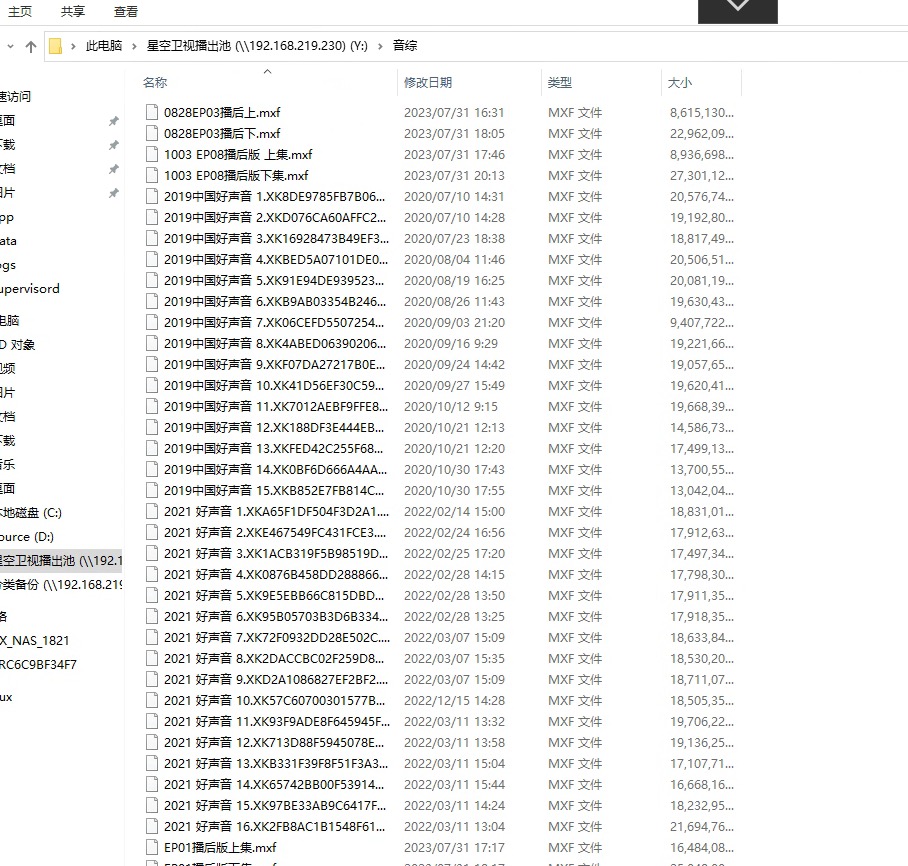 主页 共享 查看
此电脑 › 星空卫视播出池 (\\192.168.219.230) (Y:) › 音综
名称 修改日期 类型 大小
0828EP03播后上.mxf 2023/07/31 16:31 MXF 文件 8,615,130...
0828EP03播后下.mxf 2023/07/31 18:05 MXF 文件 22,962,09...
1003 EP08播后版 上集.mxf 2023/07/31 17:46 MXF 文件 8,936,698...
1003 EP08播后版下集.mxf 2023/07/31 20:13 MXF 文件 27,301,12...
2019中国好声音 1.XK8DE9785FB7B06... 2020/07/10 14:31 MXF 文件 20,576,74...
2019中国好声音 2.XKD076CA60AFFC2... 2020/07/10 14:28 MXF 文件 19,192,80...
2019中国好声音 3.XK16928473B49EF3... 2020/07/23 18:38 MXF 文件 18,817,49...
2019中国好声音 4.XKBED5A07101DE0... 2020/08/04 11:46 MXF 文件 20,506,51...
2019中国好声音 5.XK91E94DE939523... 2020/08/19 16:25 MXF 文件 20,081,19...
2019中国好声音 6.XKB9AB03354B246... 2020/08/26 11:43 MXF 文件 19,630,43...
2019中国好声音 7.XK06CEFD5507254... 2020/09/03 21:20 MXF 文件 9,407,722...
2019中国好声音 8.XK4ABED06390206... 2020/09/16 9:29 MXF 文件 19,221,66...
2019中国好声音 9.XKF07DA27217B0E... 2020/09/24 14:42 MXF 文件 19,057,65...
2019中国好声音 10.XK41D56EF30C59... 2020/09/27 15:49 MXF 文件 19,620,41...
2019中国好声音 11.XK7012AEBF9FFE8... 2020/10/12 9:15 MXF 文件 19,668,39...
2019中国好声音 12.XK188DF3E444EB... 2020/10/21 12:13 MXF 文件 14,586,73...
2019中国好声音 13.XKFED42C255F68... 2020/10/21 12:20 MXF 文件 17,499,13...
2019中国好声音 14.XK0BF6D666A4AA... 2020/10/30 17:43 MXF 文件 13,700,55...
2019中国好声音 15.XKB852E7FB814C... 2020/10/30 17:55 MXF 文件 13,042,04...
2021 好声音 1.XKA65F1DF504F3D2A1.... 2022/02/14 15:00 MXF 文件 18,831,01...
2021 好声音 2.XKE467549FC431FCE3... 2022/02/24 16:56 MXF 文件 17,912,63...
2021 好声音 3.XK1ACB319F5B98519D... 2022/02/25 17:20 MXF 文件 17,497,34...
2021 好声音 4.XK0876B458DD288866... 2022/02/28 14:15 MXF 文件 17,798,30...
2021 好声音 5.XK9E5EBB66C815DBD... 2022/02/28 13:50 MXF 文件 17,911,35...
2021 好声音 6.XK95B05703B3D6B334... 2022/02/28 13:25 MXF 文件 17,918,35...
2021 好声音 7.XK72F0932DD28E502C.... 2022/03/07 15:09 MXF 文件 18,633,84...
2021 好声音 8.XK2DACCBC02F259D8... 2022/03/07 15:35 MXF 文件 18,530,20...
2021 好声音 9.XKD2A1086827EF2BF2.... 2022/03/07 15:09 MXF 文件 18,711,07...
2021 好声音 10.XK57C60700301577B... 2022/12/15 14:28 MXF 文件 18,505,35...
2021 好声音 11.XK93F9ADE8F645945F... 2022/03/11 13:32 MXF 文件 19,706,22...
2021 好声音 12.XK713D88F5945078E... 2022/03/11 13:58 MXF 文件 19,136,25...
2021 好声音 13.XKB331F39F8F51F3A3... 2022/03/11 15:04 MXF 文件 17,107,71...
2021 好声音 14.XK65742BB00F53914... 2022/03/11 15:44 MXF 文件 16,668,16...
2021 好声音 15.XK97BE33AB9C6417F... 2022/03/11 14:24 MXF 文件 18,232,95...
2021 好声音 16.XK2FB8AC1B1548F61... 2022/03/11 13:04 MXF 文件 21,694,76...
EP01播后版上集.mxf 2023/07/31 17:17 MXF 文件 16,484,08...
速访问
桌面
下载
文档
图片
pp
ata
ogs
upervisord
电脑
D 对象
视频
图片
文档
下载
音乐
桌面
本地磁盘 (C:)
ource (D:)
星空卫视播出池 (\\192.1
分类备份 (\\192.168.219
络
X_NAS_1821
RC6C9BF34F7
ux